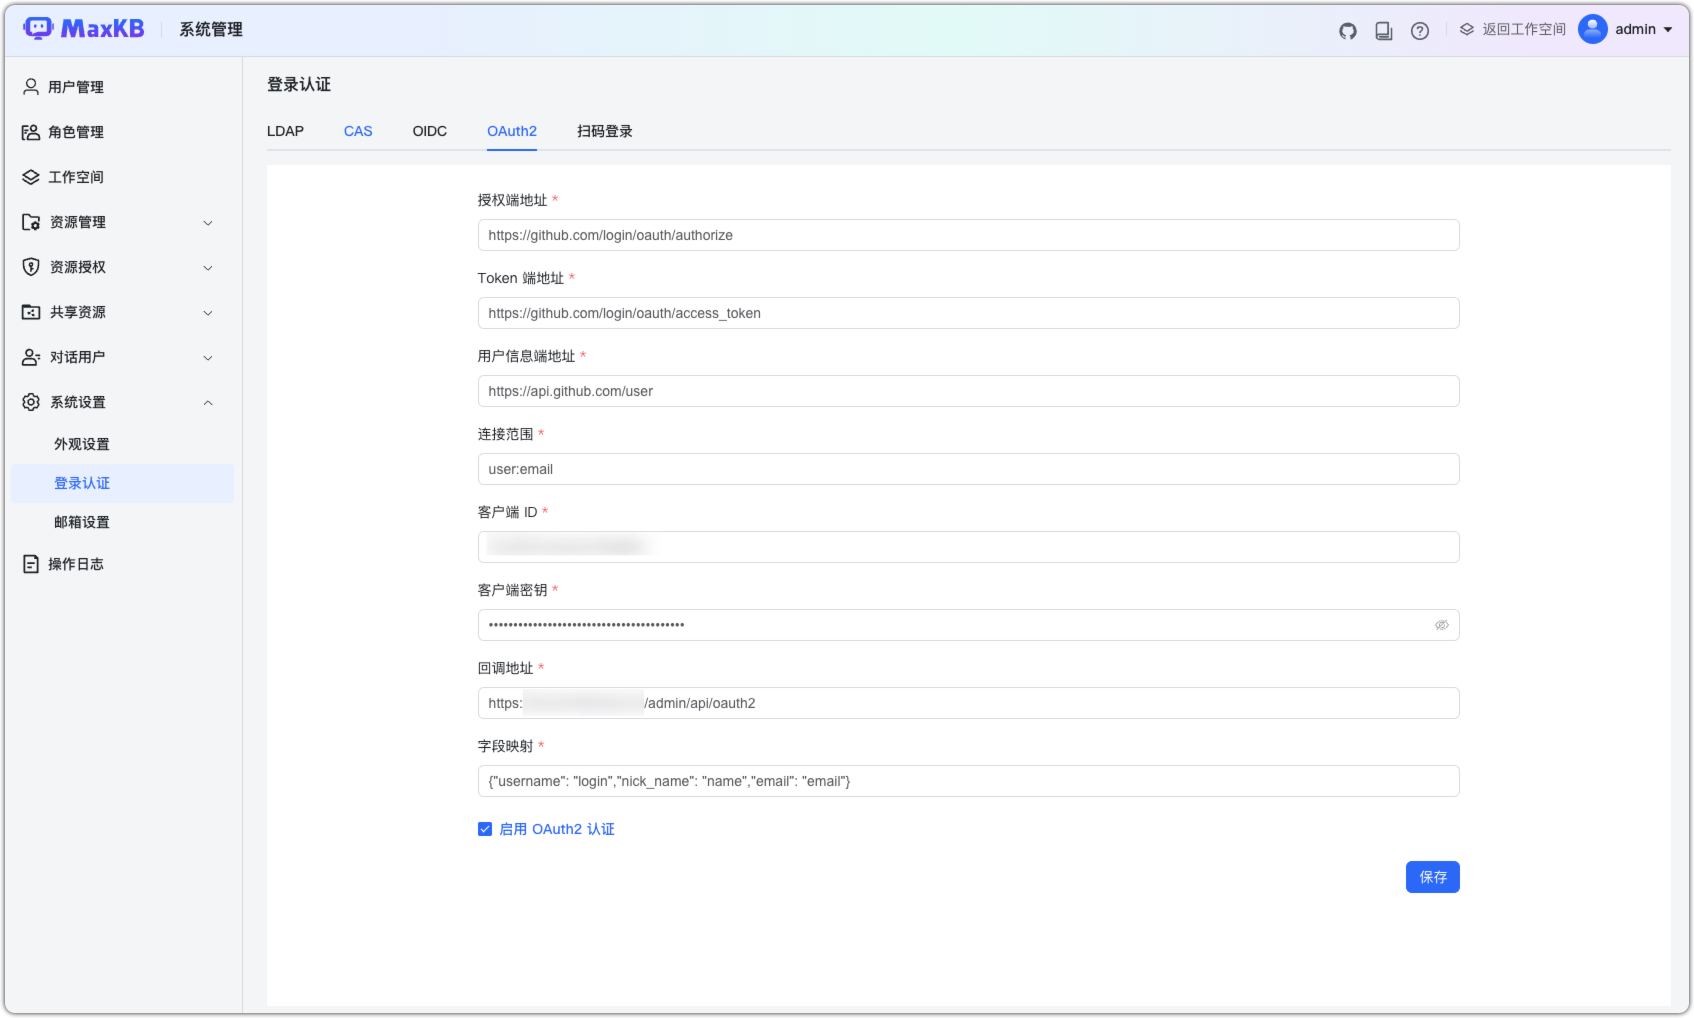 MaxKB
系统管理
返回工作空间
admin
用户管理
角色管理
工作空间
资源管理
资源授权
共享资源
对话用户
系统设置
外观设置
登录认证
邮箱设置
操作日志
登录认证
LDAP CAS OIDC OAuth2 扫码登录
授权端地址 *
https://github.com/login/oauth/authorize
Token 端地址 *
https://github.com/login/oauth/access_token
用户信息端地址 *
https://api.github.com/user
连接范围 *
user:email
客户端 ID *
客户端密钥 *
回调地址 *
https: /admin/api/oauth2
字段映射 *
{"username": "login","nick_name": "name","email": "email"}
启用 OAuth2 认证
保存